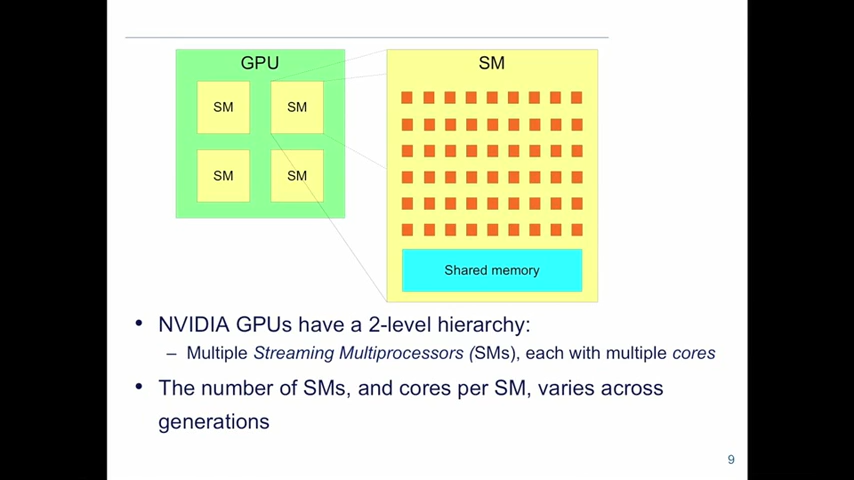 GPU
SM
SM
SM
SM
SM
Shared memory
• NVIDIA GPUs have a 2-level hierarchy:
– Multiple Streaming Multiprocessors (SMs), each with multiple cores
• The number of SMs, and cores per SM, varies across
generations
9